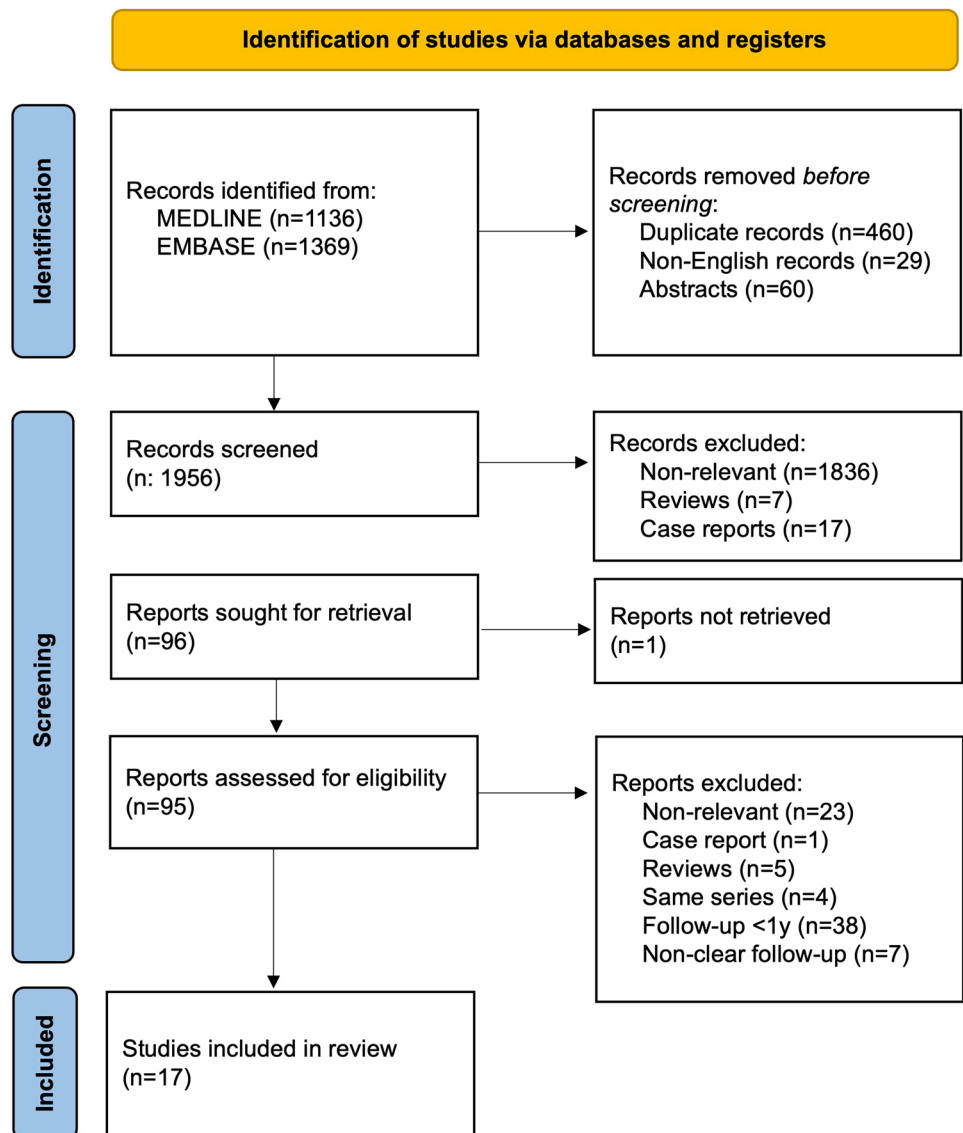 Identification of studies via databases and registers
Identification
Records identified from:
MEDLINE (n=1136)
EMBASE (n=1369)
Records removed before
screening:
Duplicate records (n=460)
Non-English records (n=29)
Abstracts (n=60)
Screening
Records screened
(n: 1956)
Records excluded:
Non-relevant (n=1836)
Reviews (n=7)
Case reports (n=17)
Reports sought for retrieval
(n=96)
Reports not retrieved
(n=1)
Reports assessed for eligibility
(n=95)
Reports excluded:
Non-relevant (n=23)
Case report (n=1)
Reviews (n=5)
Same series (n=4)
Follow-up <1y (n=38)
Non-clear follow-up (n=7)
Included
Studies included in review
(n=17)